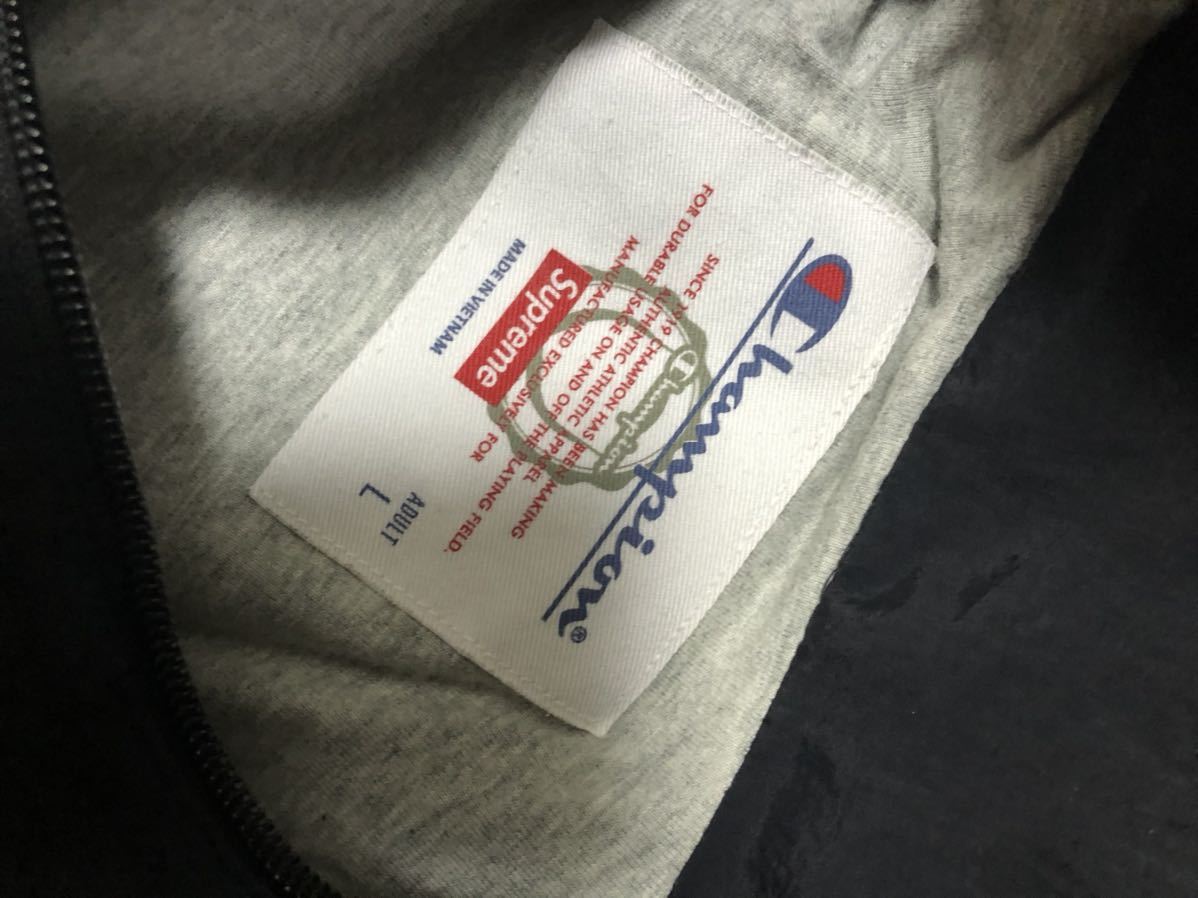 Champion®
SINCE 1919 CHAMPION HAS BEEN MAKING
AUTHENTIC ATHLETIC APPAREL
FOR DURABLE USAGE ON AND OFF THE PLAYING FIELD.
MANUFACTURED EXCLUSIVELY FOR
Champion
Supreme
MADE IN VIETNAM
ADULT
L